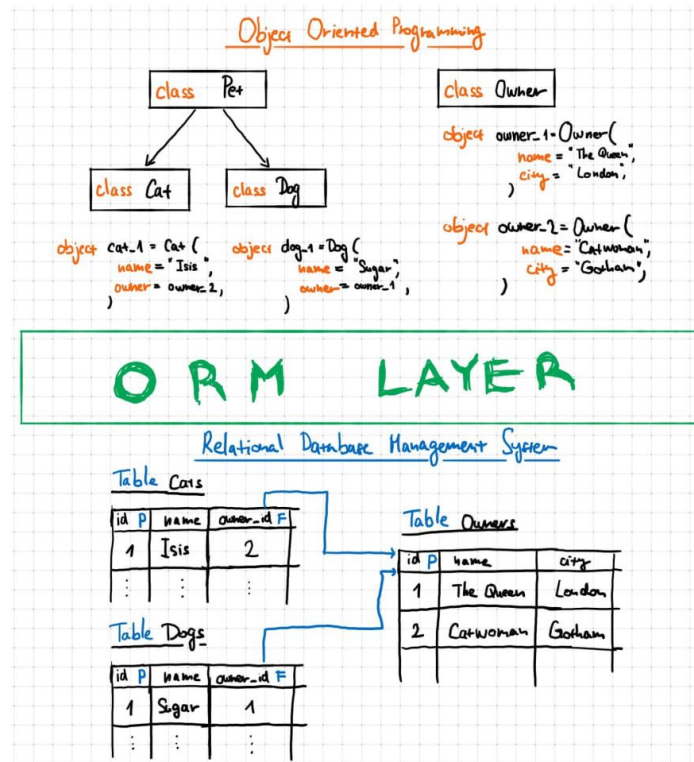 Object Oriented Programming
class Pet
class Owner
class Cat
class Dog
object owner_1=Owner(
name = "The Queen",
city = "London",
)
object cat_1 = Cat (
name = "Isis",
owner = owner_2,
)
object dog_1 = Dog (
name = "Sugar",
owner = owner_1,
)
object owner_2 = Owner (
name = "Catwoman",
city = "Gotham",
)
ORM LAYER
Relational Database Management System
Table Cats
id P name owner_id F
1 Isis 2
⋮ ⋮ ⋮
Table Owners
id P name city
1 The Queen London
2 Catwoman Gotham
Table Dogs
id P name owner_id F
1 Sugar 1
⋮ ⋮ ⋮